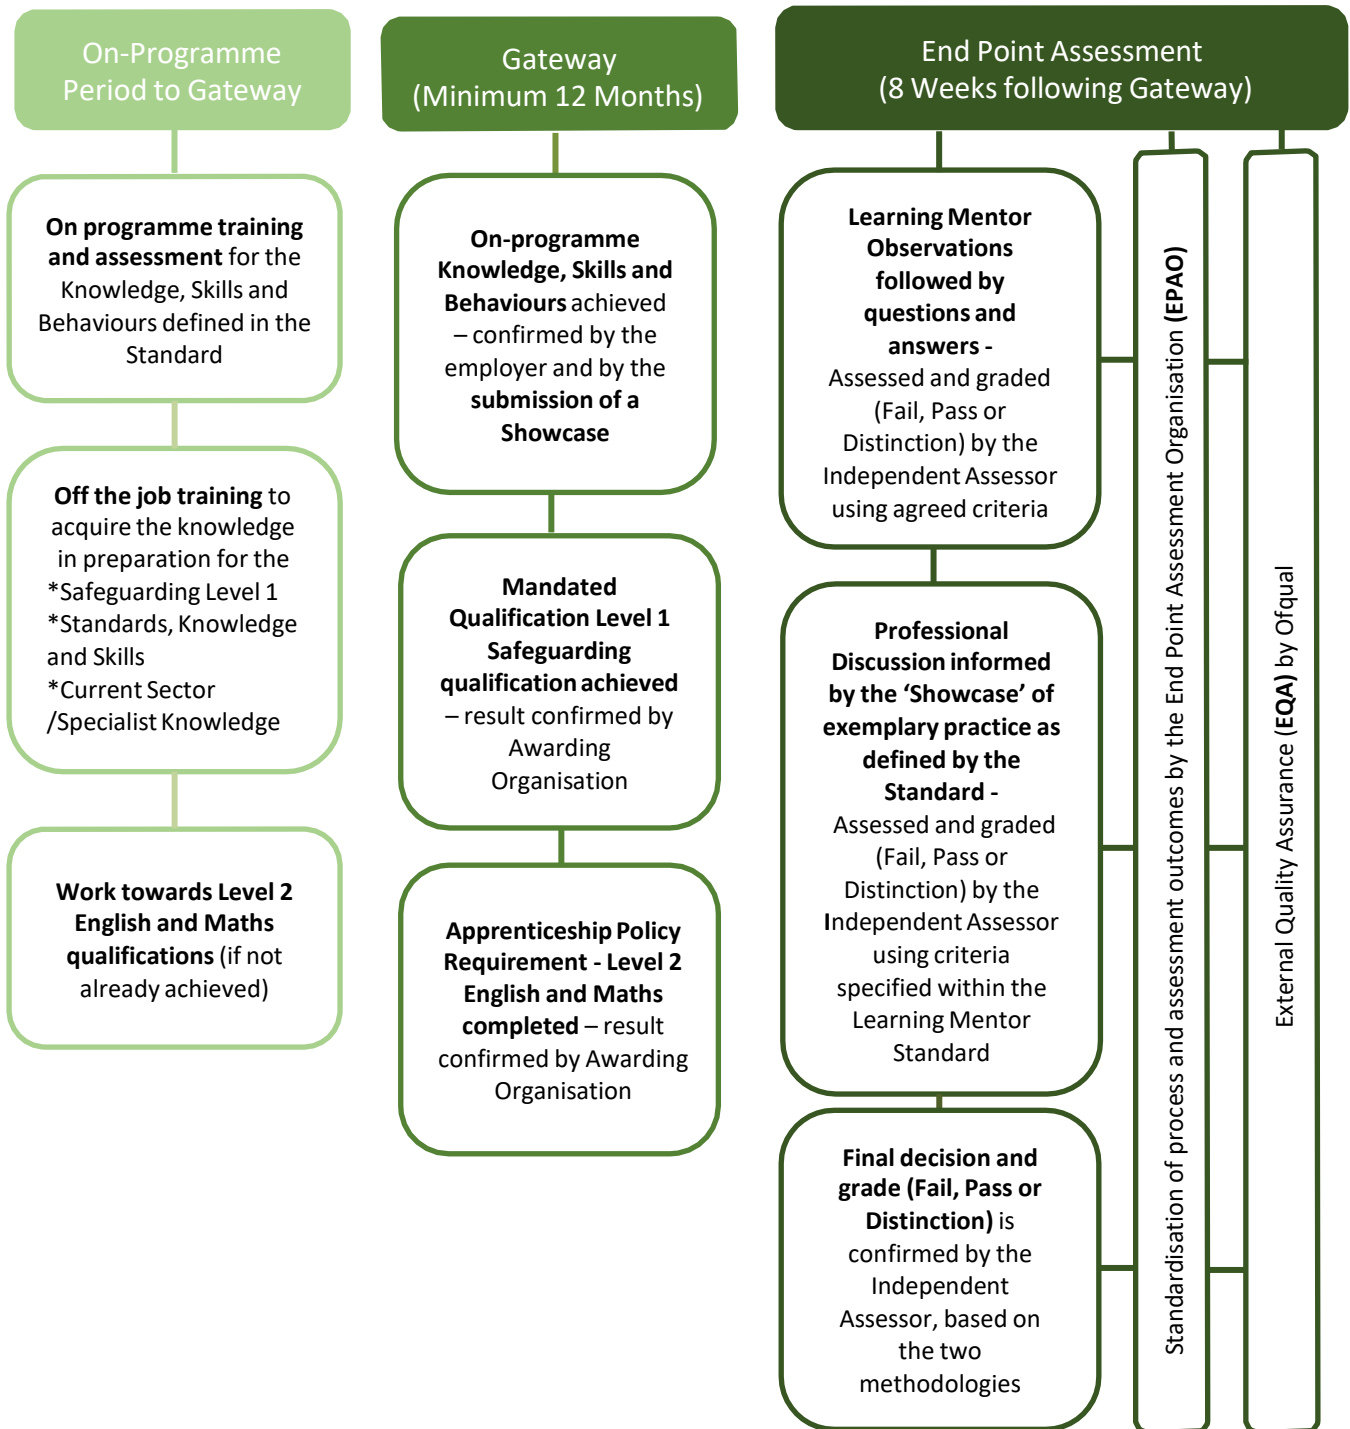 On-Programme
Period to Gateway
On programme training
and assessment for the
Knowledge, Skills and
Behaviours defined in the
Standard
Off the job training to
acquire the knowledge
in preparation for the
*Safeguarding Level 1
*Standards, Knowledge
and Skills
*Current Sector
/Specialist Knowledge
Work towards Level 2
English and Maths
qualifications (if not
already achieved)
Gateway
(Minimum 12 Months)
On-programme
Knowledge, Skills and
Behaviours achieved
– confirmed by the
employer and by the
submission of a
Showcase
Mandated
Qualification Level 1
Safeguarding
qualification achieved
– result confirmed by
Awarding
Organisation
Apprenticeship Policy
Requirement - Level 2
English and Maths
completed – result
confirmed by Awarding
Organisation
End Point Assessment
(8 Weeks following Gateway)
Learning Mentor
Observations
followed by
questions and
answers -
Assessed and graded
(Fail, Pass or
Distinction) by the
Independent Assessor
using agreed criteria
Professional
Discussion informed
by the ‘Showcase’ of
exemplary practice as
defined by the
Standard -
Assessed and graded
(Fail, Pass or
Distinction) by the
Independent Assessor
using criteria
specified within the
Learning Mentor
Standard
Final decision and
grade (Fail, Pass or
Distinction) is
confirmed by the
Independent
Assessor, based on
the two
methodologies
Standardisation of process and assessment outcomes by the End Point Assessment Organisation (EPAO)
External Quality Assurance (EQA) by Ofqual